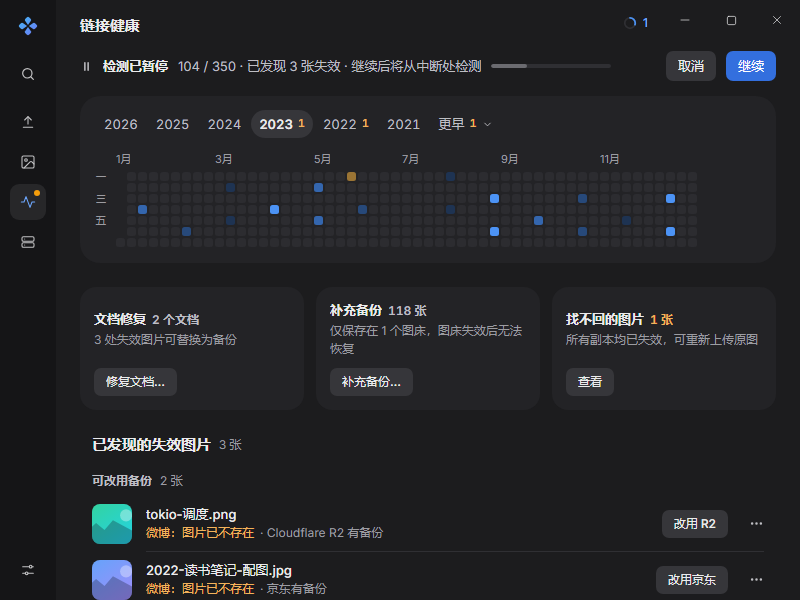 链接健康
1
检测已暂停 104 / 350 · 已发现 3 张失效 · 继续后将从中断处检测
取消
继续
2026 2025 2024 2023 1 2022 1 2021 更早 1
1月 3月 5月 7月 9月 11月
一
三
五
文档修复 2 个文档
3 处失效图片可替换为备份
修复文档...
补充备份 118 张
仅保存在 1 个图床，图床失效后无法
恢复
补充备份...
找不回的图片 1 张
所有副本均已失效，可重新上传原图
查看
已发现的失效图片 3 张
可改用备份 2 张
tokio-调度.png
微博：图片已不存在 · Cloudflare R2 有备份
改用 R2
2022-读书笔记-配图.jpg
微博：图片已不存在 · 京东有备份
改用京东